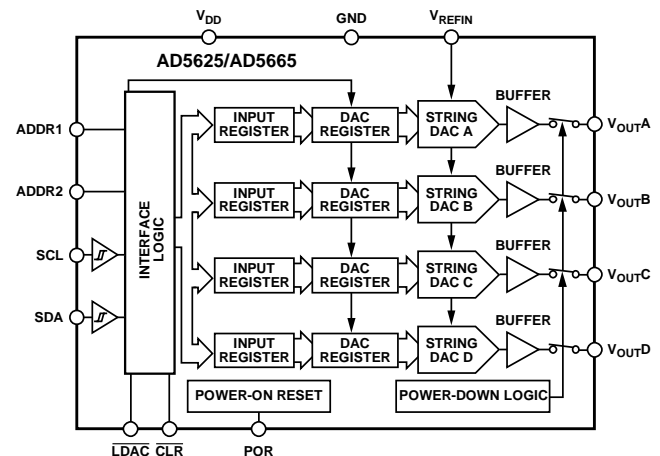 VDD
GND
VREFIN
AD5625/AD5665
BUFFER
ADDR1
INPUT REGISTER
DAC REGISTER
STRING DAC A
VOUTA
BUFFER
ADDR2
INPUT REGISTER
DAC REGISTER
STRING DAC B
VOUTB
INTERFACE LOGIC
BUFFER
SCL
INPUT REGISTER
DAC REGISTER
STRING DAC C
VOUTC
BUFFER
SDA
INPUT REGISTER
DAC REGISTER
STRING DAC D
VOUTD
POWER-ON RESET
POWER-DOWN LOGIC
LDAC
CLR
POR